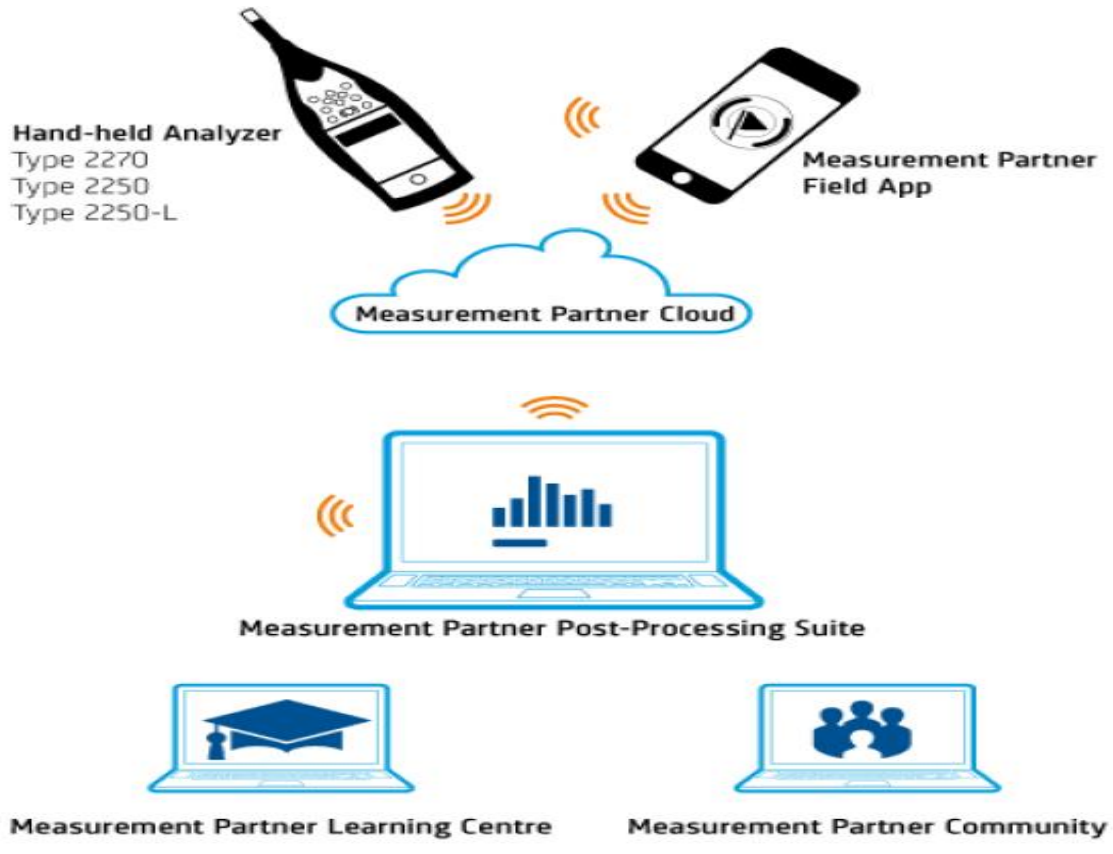 Hand-held Analyzer
Type 2270
Type 2250
Type 2250-L
Measurement Partner
Field App
Measurement Partner Cloud
Measurement Partner Post-Processing Suite
Measurement Partner Learning Centre
Measurement Partner Community